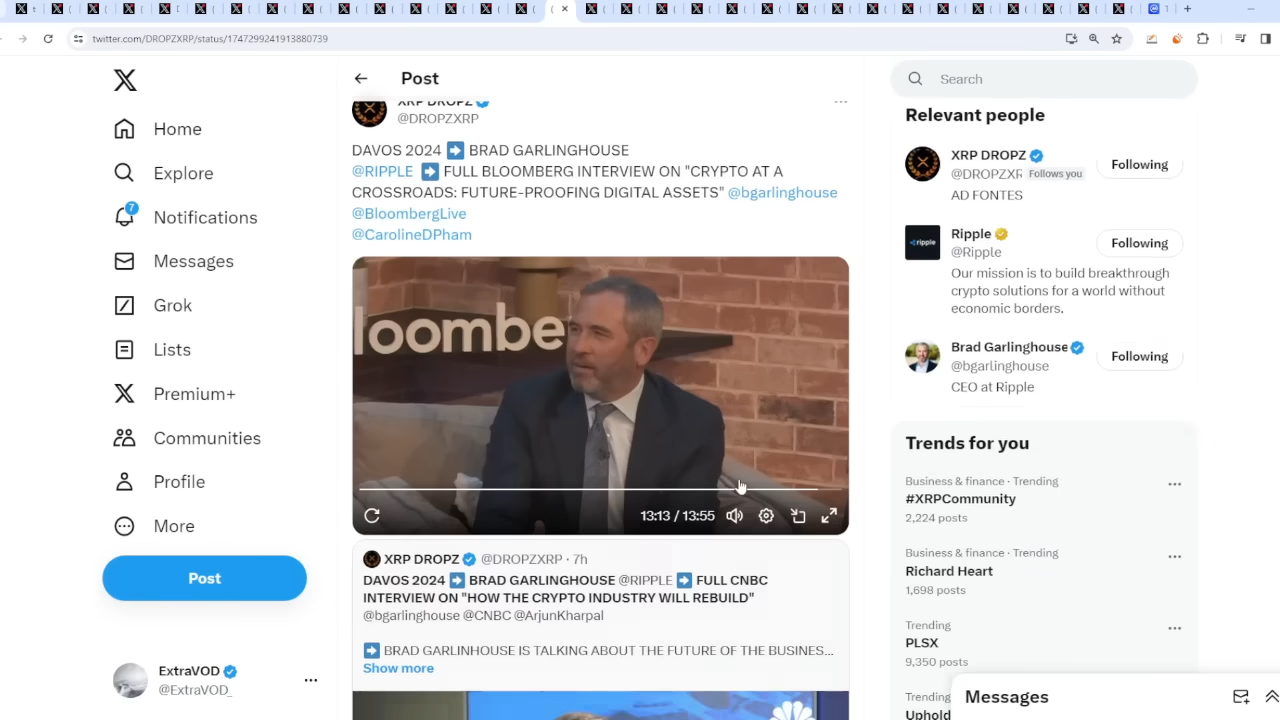 twitter.com/DROPZXRP/status/1747299241913880739
Home
Explore
7
Notifications
Messages
Grok
Lists
Premium+
Communities
Profile
More
Post
ExtraVOD
@ExtraVOD_
Post
XRP DROPZ
@DROPZXRP
DAVOS 2024 ➡ BRAD GARLINGHOUSE
@RIPPLE ➡ FULL BLOOMBERG INTERVIEW ON "CRYPTO AT A
CROSSROADS: FUTURE-PROOFING DIGITAL ASSETS" @bgarlinghouse
@BloombergLive
@CarolineDPham
loombe
13:13 / 13:55
XRP DROPZ @DROPZXRP · 7h
DAVOS 2024 ➡ BRAD GARLINGHOUSE @RIPPLE ➡ FULL CNBC
INTERVIEW ON "HOW THE CRYPTO INDUSTRY WILL REBUILD"
@bgarlinghouse @CNBC @ArjunKharpal
➡ BRAD GARLINHOUSE IS TALKING ABOUT THE FUTURE OF THE BUSINES...
Show more
Search
Relevant people
XRP DROPZ
@DROPZXR Follows you
Following
AD FONTES
ripple
Ripple
@Ripple
Following
Our mission is to build breakthrough
crypto solutions for a world without
economic borders.
Brad Garlinghouse
@bgarlinghouse
Following
CEO at Ripple
Trends for you
Business & finance · Trending
#XRPCommunity
2,224 posts
Business & finance · Trending
Richard Heart
1,698 posts
Trending
PLSX
9,350 posts
Trending
Uphold
Messages